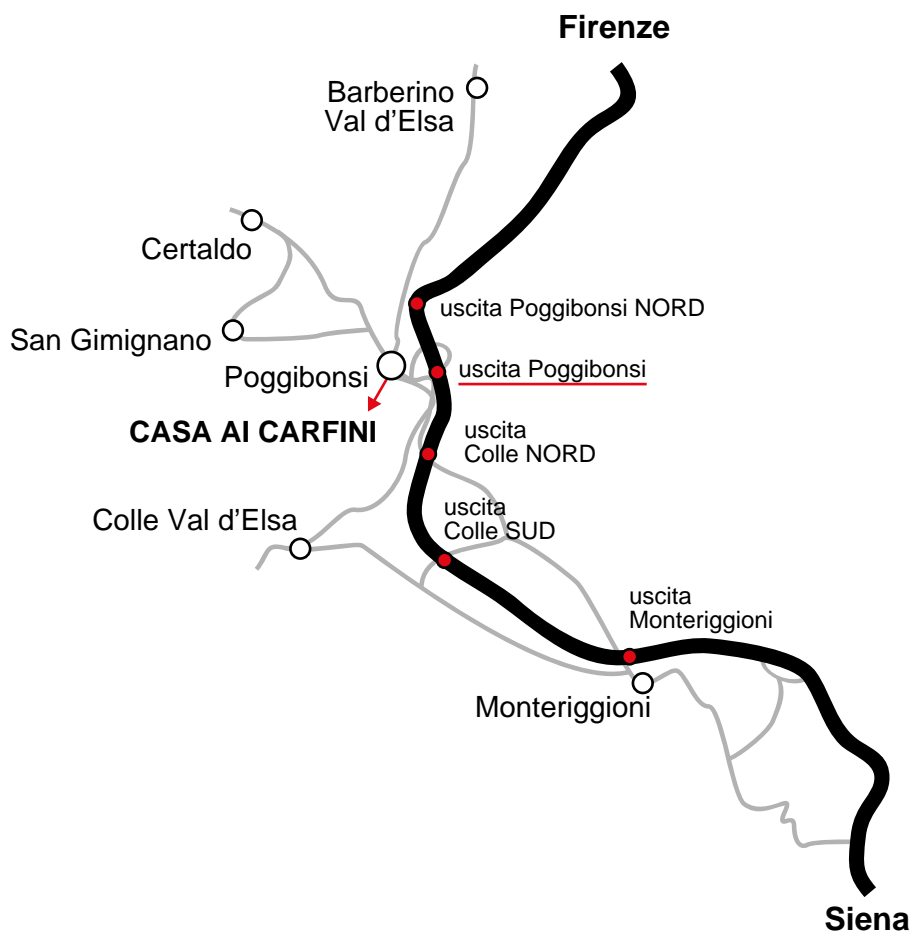 Firenze
Barberino
Val d’Elsa
Certaldo
uscita Poggibonsi NORD
San Gimignano
uscita Poggibonsi
Poggibonsi
CASA AI CARFINI
uscita
Colle NORD
uscita
Colle SUD
Colle Val d’Elsa
uscita
Monteriggioni
Monteriggioni
Siena